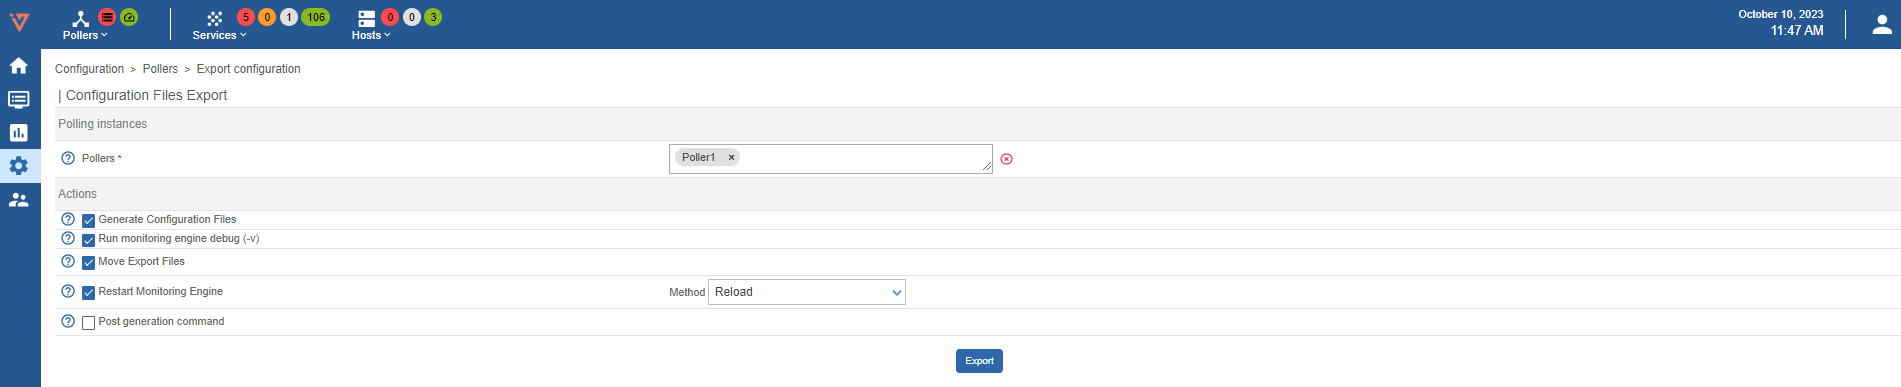 5 0 1 106 0 0 3
Pollers Services Hosts
October 10, 2023
11:47 AM
Configuration > Pollers > Export configuration
| Configuration Files Export
Polling instances
Pollers * Poller1 ×
Actions
Generate Configuration Files
Run monitoring engine debug (-v)
Move Export Files
Restart Monitoring Engine Method Reload
Post generation command
Export